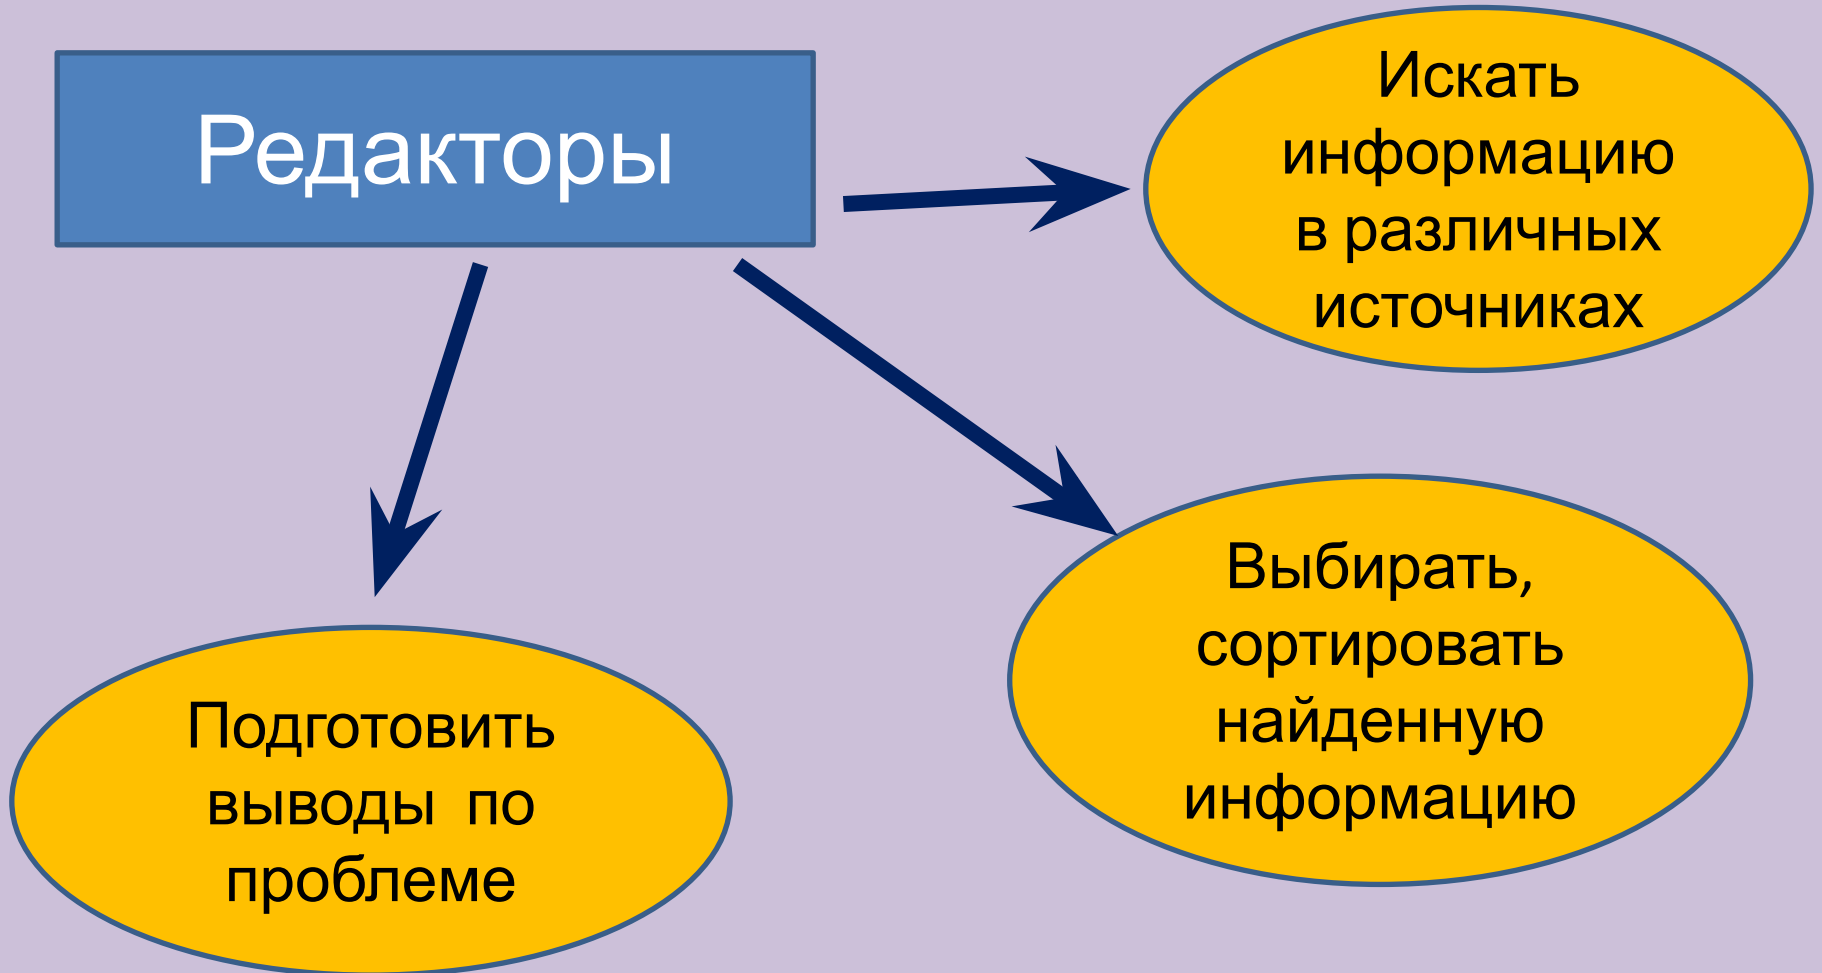 Редакторы
Искать
информацию
в различных
источниках
Выбирать,
сортировать
найденную
информацию
Подготовить
выводы по
проблеме